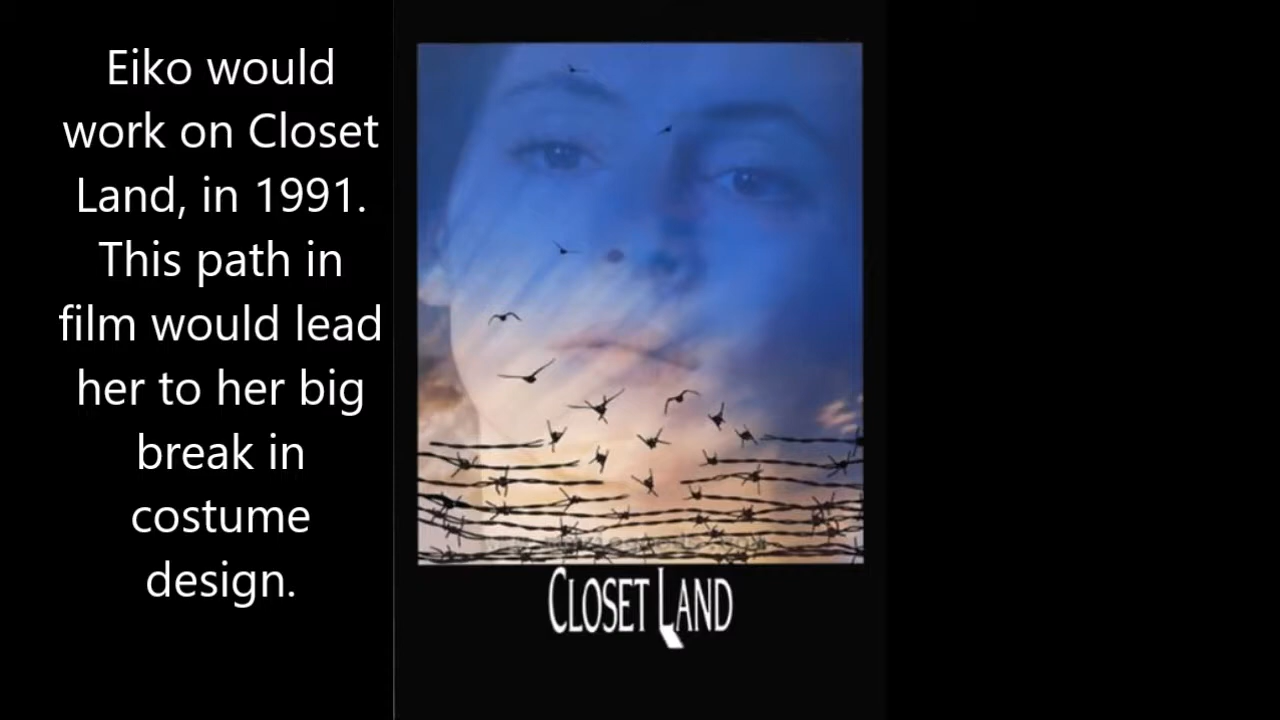 Eiko would
work on Closet
Land, in 1991.
This path in
film would lead
her to her big
break in
costume
design.
CLOSET LAND